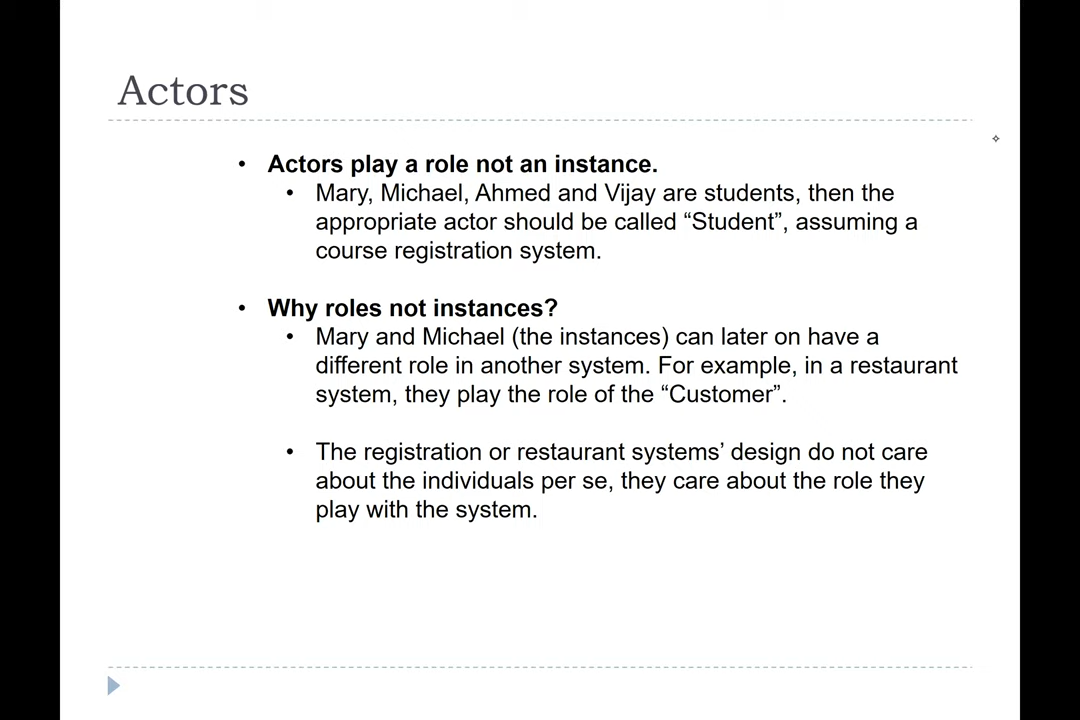 Actors
• Actors play a role not an instance.
• Mary, Michael, Ahmed and Vijay are students, then the
appropriate actor should be called “Student”, assuming a
course registration system.
• Why roles not instances?
• Mary and Michael (the instances) can later on have a
different role in another system. For example, in a restaurant
system, they play the role of the “Customer”.
• The registration or restaurant systems’ design do not care
about the individuals per se, they care about the role they
play with the system.